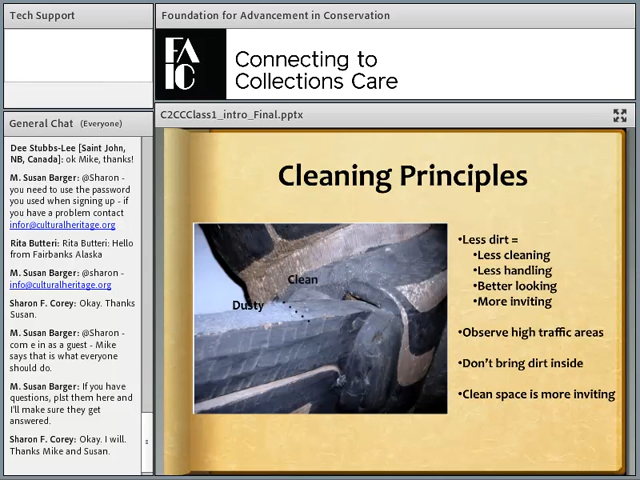 Tech Support
Foundation for Advancement in Conservation
FA
IC
Connecting to
Collections Care
General Chat (Everyone)
Dee Stubbs-Lee [Saint John,
NB, Canada]: ok Mike, thanks!
M. Susan Barger: @Sharon -
you need to use the password
you used when signing up - if
you have a problem contact
infor@culturalheritage.org
Rita Butteri: Rita Butteri: Hello
from Fairbanks Alaska
M. Susan Barger: @sharon -
info@culturalheritage.org
Sharon F. Corey: Okay. Thanks
Susan.
M. Susan Barger: @Sharon -
com e in as a guest - Mike
says that is what everyone
should do.
M. Susan Barger: If you have
questions, plst them here and
I'll make sure they get
answered.
Sharon F. Corey: Okay. I will.
Thanks Mike and Susan.
C2CCClass1_intro_Final.pptx
Cleaning Principles
Clean
Dusty
•Less dirt =
•Less cleaning
•Less handling
•Better looking
•More inviting
•Observe high traffic areas
•Don't bring dirt inside
•Clean space is more inviting